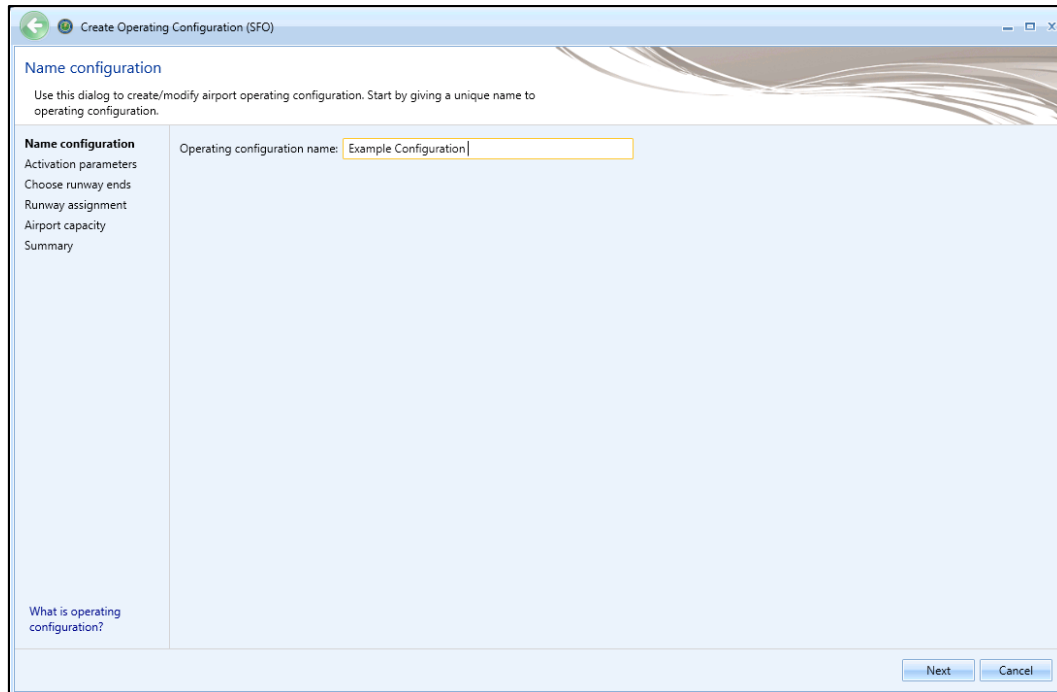 Create Operating Configuration (SFO)
Name configuration
Use this dialog to create/modify airport operating configuration. Start by giving a unique name to
operating configuration.
Name configuration
Activation parameters
Choose runway ends
Runway assignment
Airport capacity
Summary
Operating configuration name: Example Configuration
What is operating
configuration?
Next Cancel